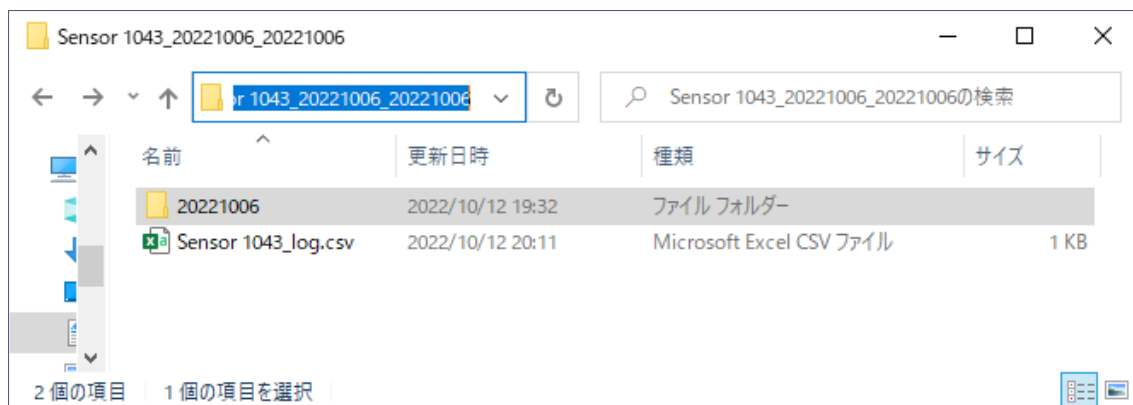 Sensor 1043_20221006_20221006
or 1043_20221006_20221006
Sensor 1043_20221006_20221006の検索
名前 更新日時 種類 サイズ
20221006 2022/10/12 19:32 ファイル フォルダー
Sensor 1043_log.csv 2022/10/12 20:11 Microsoft Excel CSV ファイル 1 KB
2 個の項目 1 個の項目を選択